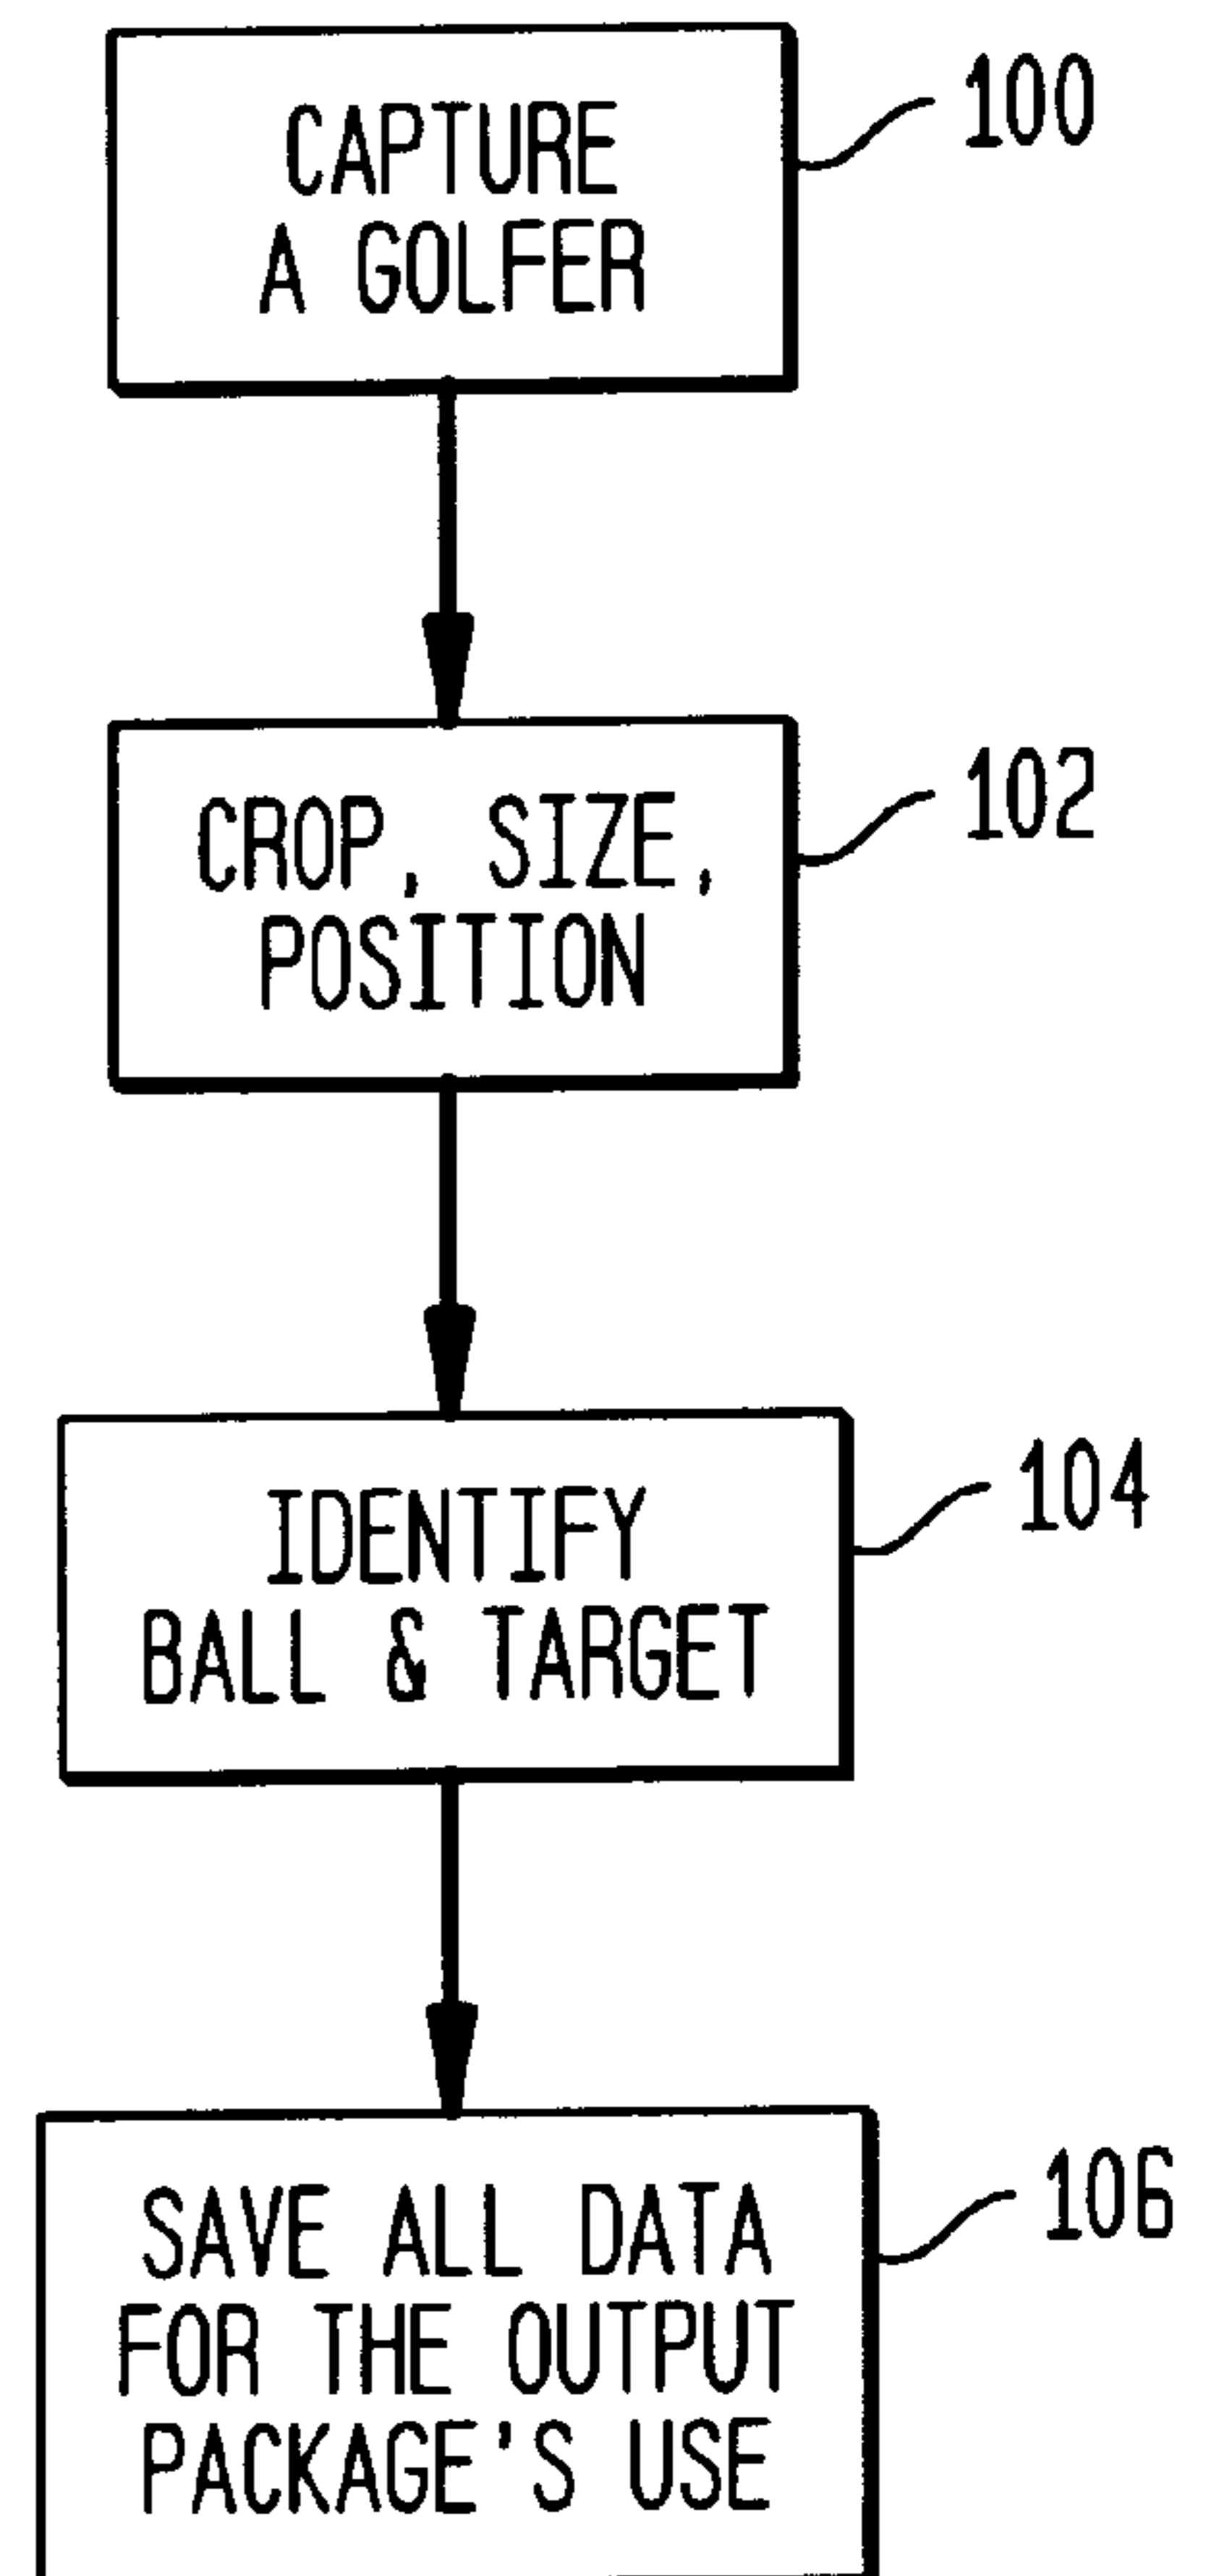 CAPTURE
A GOLFER
100
CROP, SIZE,
POSITION
102
IDENTIFY
BALL & TARGET
104
SAVE ALL DATA
FOR THE OUTPUT
PACKAGE'S USE
106